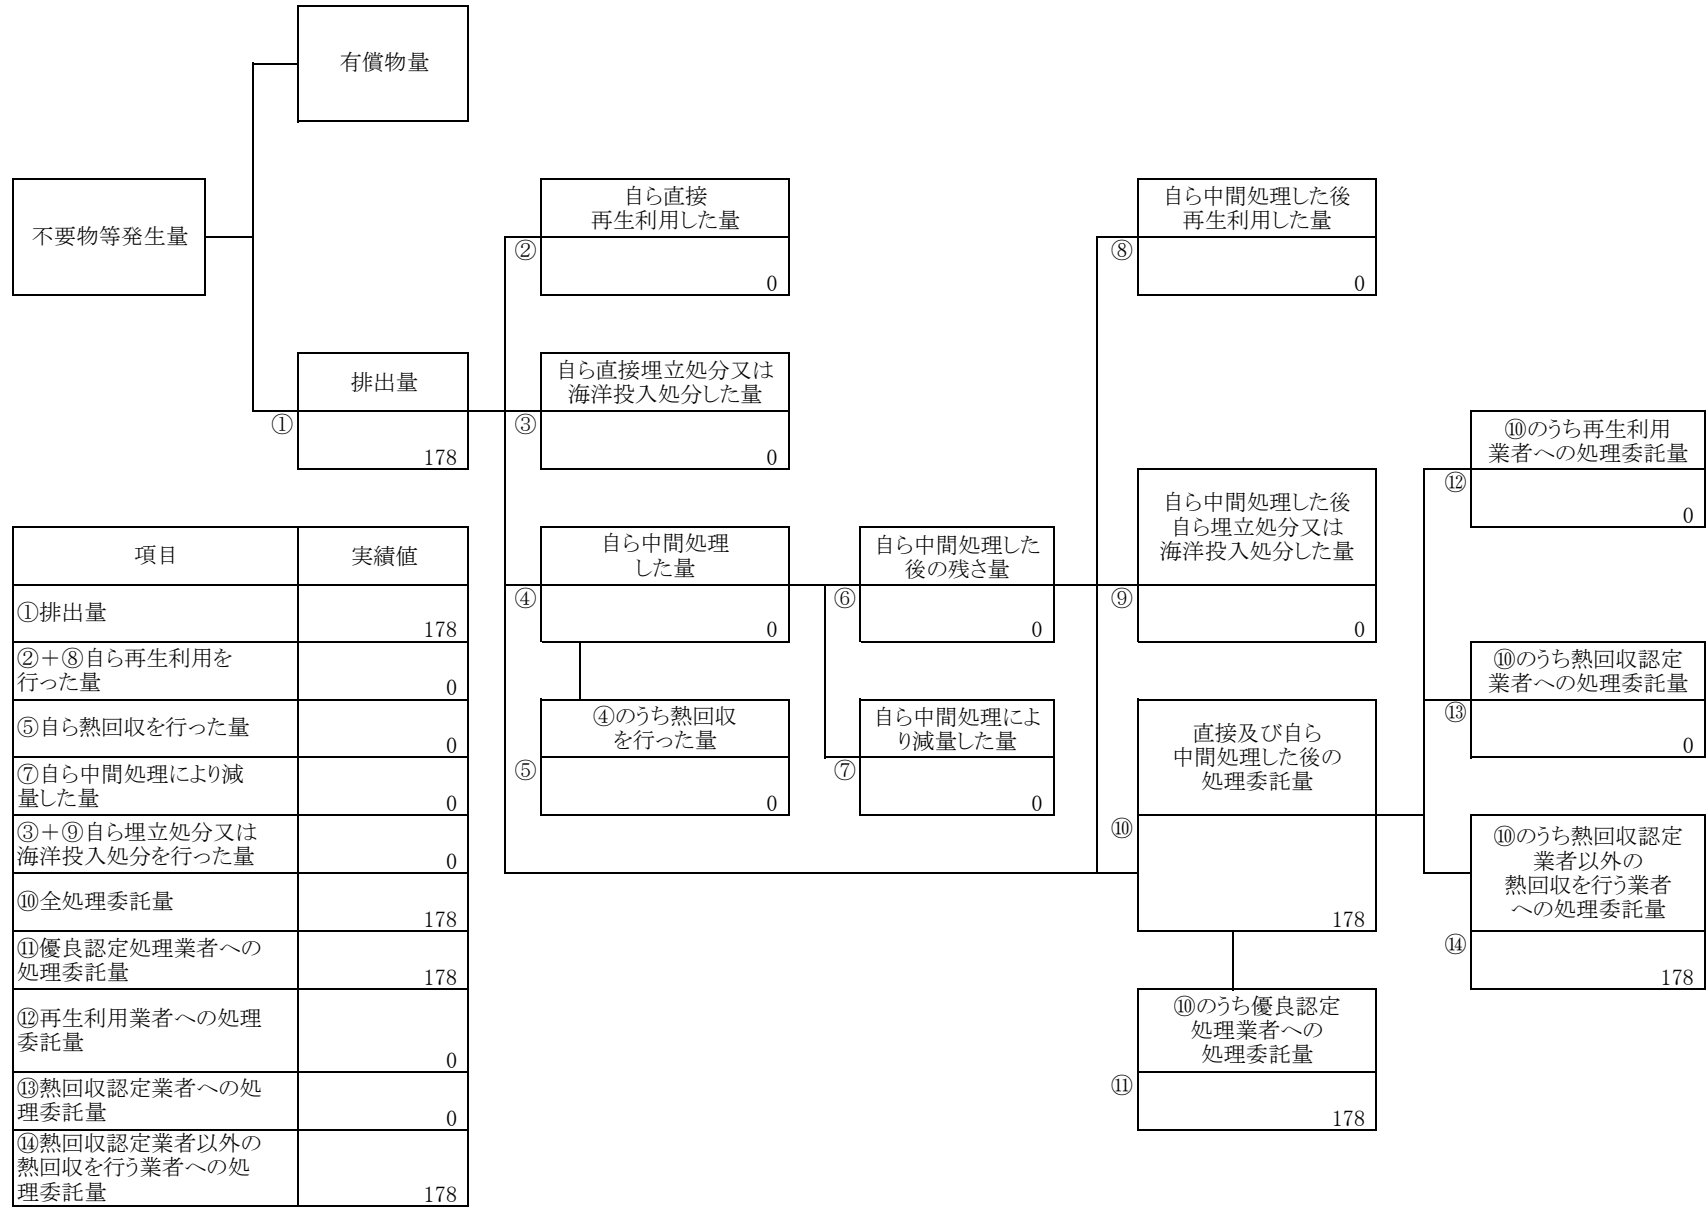 有償物量
不要物等発生量
自ら直接
再生利用した量
②
0
自ら中間処理した後
再生利用した量
⑧
0
排出量
①
178
自ら直接埋立処分又は
海洋投入処分した量
③
0
⑩のうち再生利用
業者への処理委託量
⑫
0
自ら中間処理した後
自ら埋立処分又は
海洋投入処分した量
⑨
0
自ら中間処理
した量
④
0
自ら中間処理した
後の残さ量
⑥
0
⑩のうち熱回収認定
業者への処理委託量
⑬
0
④のうち熱回収
を行った量
⑤
0
自ら中間処理によ
り減量した量
⑦
0
直接及び自ら
中間処理した後の
処理委託量
⑩
178
⑩のうち熱回収認定
業者以外の
熱回収を行う業者
への処理委託量
⑭
178
⑩のうち優良認定
処理業者への
処理委託量
⑪
178
項目 実績値
①排出量
178
②＋⑧自ら再生利用を
行った量
0
⑤自ら熱回収を行った量
0
⑦自ら中間処理により減
量した量
0
③＋⑨自ら埋立処分又は
海洋投入処分を行った量
0
⑩全処理委託量
178
⑪優良認定処理業者への
処理委託量
178
⑫再生利用業者への処理
委託量
0
⑬熱回収認定業者への処
理委託量
0
⑭熱回収認定業者以外の
熱回収を行う業者への処
理委託量
178